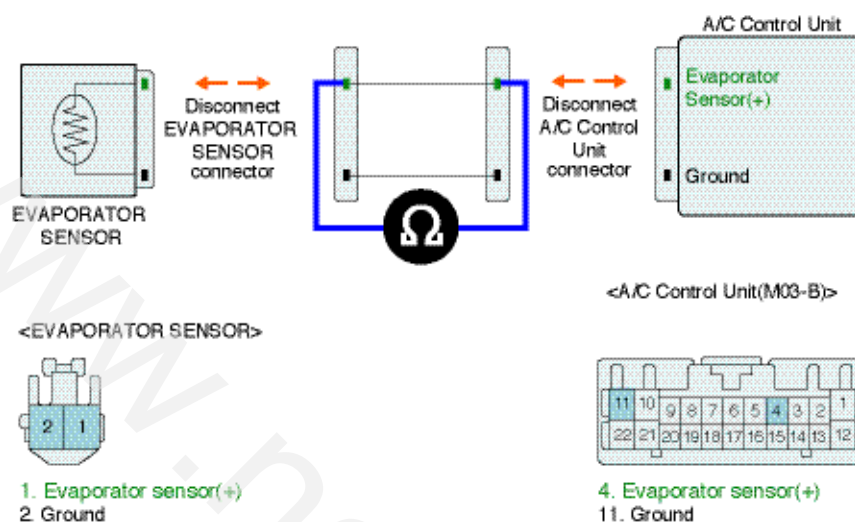 A/C Control Unit
Evaporator
Sensor(+)
Ground
Disconnect
EVAPORATOR
SENSOR
connector
Disconnect
A/C Control
Unit
connector
EVAPORATOR
SENSOR
Ω
<A/C Control Unit(M03-B)>
<EVAPORATOR SENSOR>
2 1
11 10 9 8 7 6 5 4 3 2 1
22 21 20 19 18 17 16 15 14 13 12
1. Evaporator sensor(+)
2. Ground
4. Evaporator sensor(+)
11. Ground